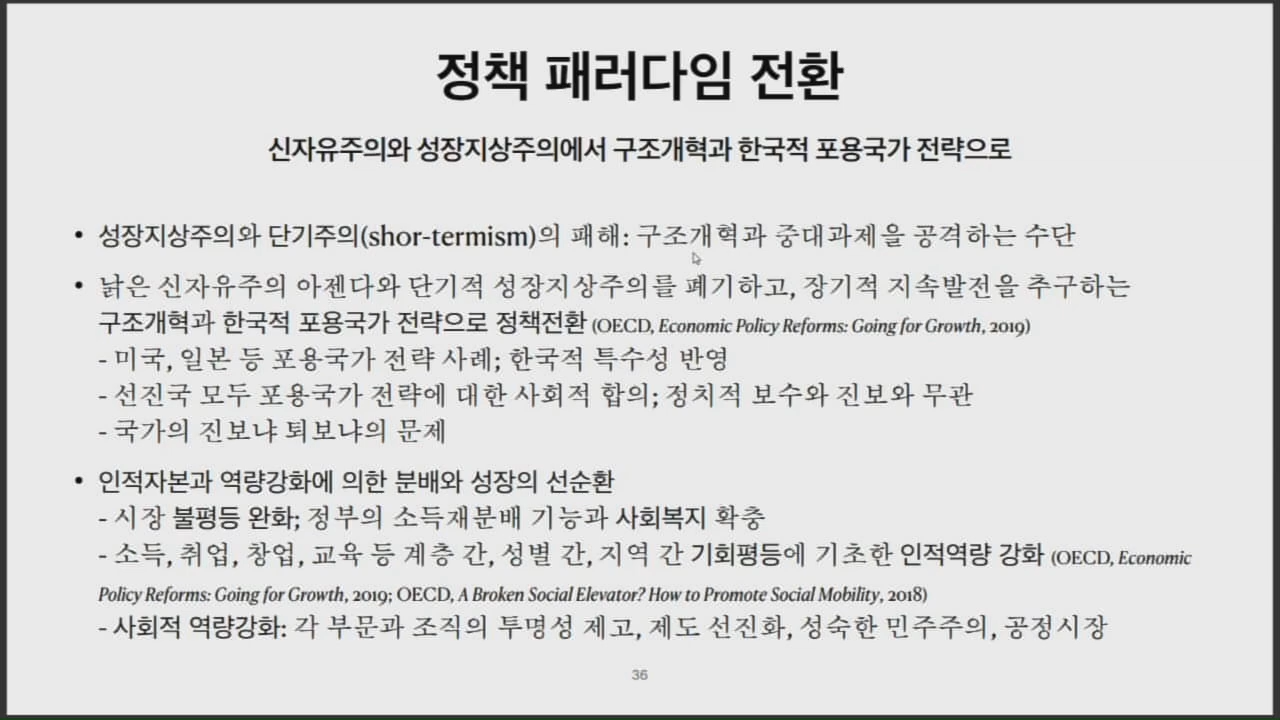 정책 패러다임 전환
신자유주의와 성장지상주의에서 구조개혁과 한국적 포용국가 전략으로
• 성장지상주의와 단기주의(shor-termism)의 패해: 구조개혁과 중대과제을 공격하는 수단
• 낡은 신자유주의 아젠다와 단기적 성장지상주의를 폐기하고, 장기적 지속발전을 추구하는
구조개혁과 한국적 포용국가 전략으로 정책전환 (OECD, Economic Policy Reforms: Going for Growth, 2019)
- 미국, 일본 등 포용국가 전략 사례; 한국적 특수성 반영
- 선진국 모두 포용국가 전략에 대한 사회적 합의; 정치적 보수와 진보와 무관
- 국가의 진보냐 퇴보냐의 문제
• 인적자본과 역량강화에 의한 분배와 성장의 선순환
- 시장 불평등 완화; 정부의 소득재분배 기능과 사회복지 확충
- 소득, 취업, 창업, 교육 등 계층 간, 성별 간, 지역 간 기회평등에 기초한 인적역량 강화 (OECD, Economic
Policy Reforms: Going for Growth, 2019; OECD, A Broken Social Elevator? How to Promote Social Mobility, 2018)
- 사회적 역량강화: 각 부문과 조직의 투명성 제고, 제도 선진화, 성숙한 민주주의, 공정시장
36